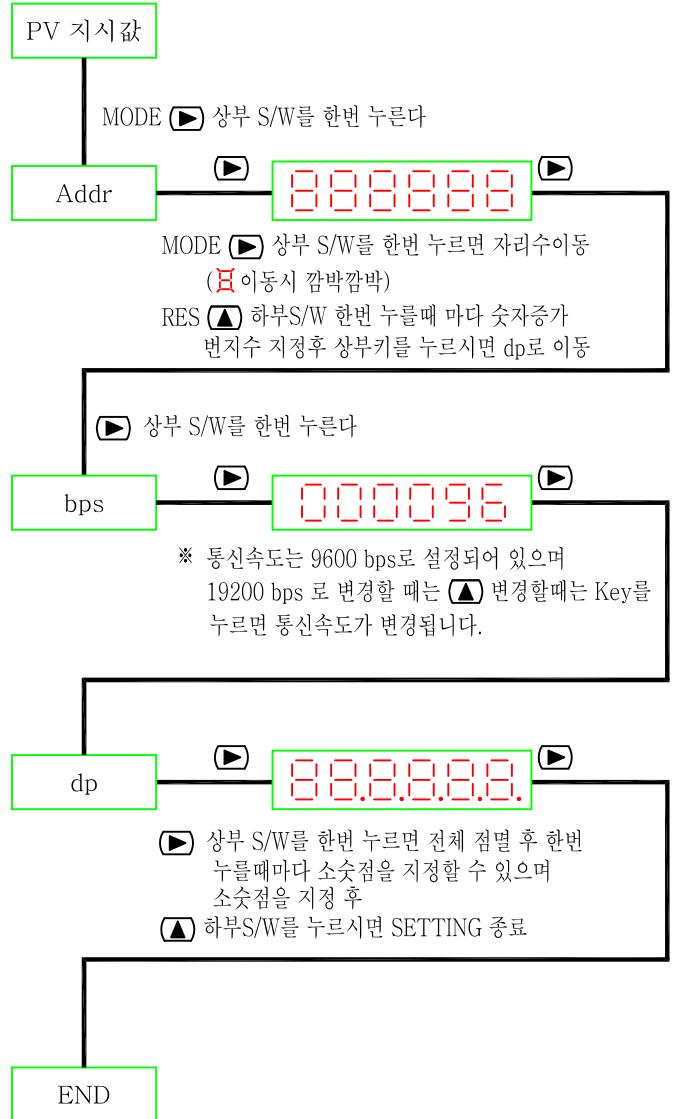 PV 지시값
MODE (▶) 상부 S/W를 한번 누른다
Addr
(▶)
888888
(▶)
MODE (▶) 상부 S/W를 한번 누르면 자리수이동
(8 이동시 깜박깜박)
RES (▲) 하부S/W 한번 누를때 마다 숫자증가
번지수 지정후 상부키를 누르시면 dp로 이동
(▶) 상부 S/W를 한번 누른다
bps
(▶)
000096
(▶)
※ 통신속도는 9600 bps로 설정되어 있으며
19200 bps 로 변경할 때는 (▲) 변경할때는 Key를
누르면 통신속도가 변경됩니다.
dp
(▶)
88.8.8.8.8.
(▶)
(▶) 상부 S/W를 한번 누르면 전체 점멸 후 한번
누를때마다 소숫점을 지정할 수 있으며
소숫점을 지정 후
(▲) 하부S/W를 누르시면 SETTING 종료
END